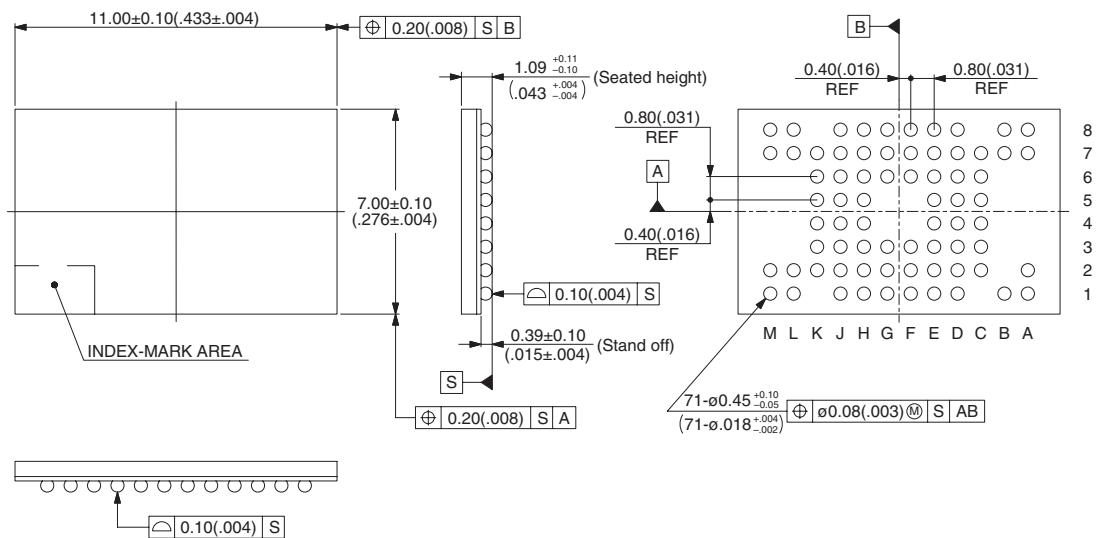 11.00±0.10(.433±.004)
⌖ 0.20(.008) S B
1.09 +0.11 −0.10 (Seated height)
(.043 +.004 −.004)
B
0.40(.016) REF
0.80(.031) REF
0.80(.031) REF
A
0.40(.016) REF
7.00±0.10
(.276±.004)
INDEX-MARK AREA
⌓ 0.10(.004) S
0.39±0.10 (Stand off)
(.015±.004)
S
⌖ 0.20(.008) S A
8
7
6
5
4
3
2
1
M L K J H G F E D C B A
71-ø0.45 +0.10 −0.05
(71-ø.018 +.004 −.002)
⌖ ø0.08(.003)Ⓜ S AB
⌓ 0.10(.004) S